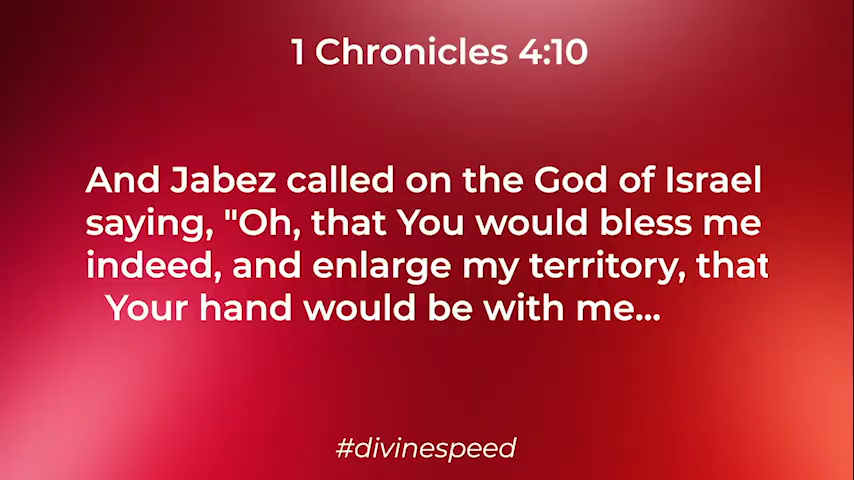 1 Chronicles 4:10
And Jabez called on the God of Israel
saying, "Oh, that You would bless me
indeed, and enlarge my territory, that
Your hand would be with me...
#divinespeed